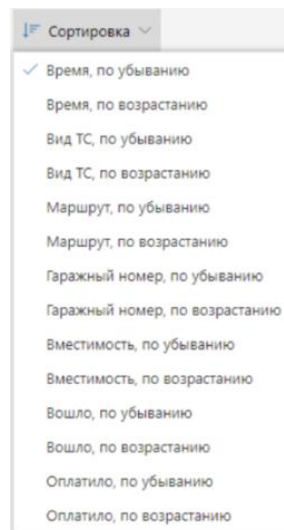 Сортировка
Время, по убыванию
Время, по возрастанию
Вид ТС, по убыванию
Вид ТС, по возрастанию
Маршрут, по убыванию
Маршрут, по возрастанию
Гаражный номер, по убыванию
Гаражный номер, по возрастанию
Вместимость, по убыванию
Вместимость, по возрастанию
Вошло, по убыванию
Вошло, по возрастанию
Оплатило, по убыванию
Оплатило, по возрастанию